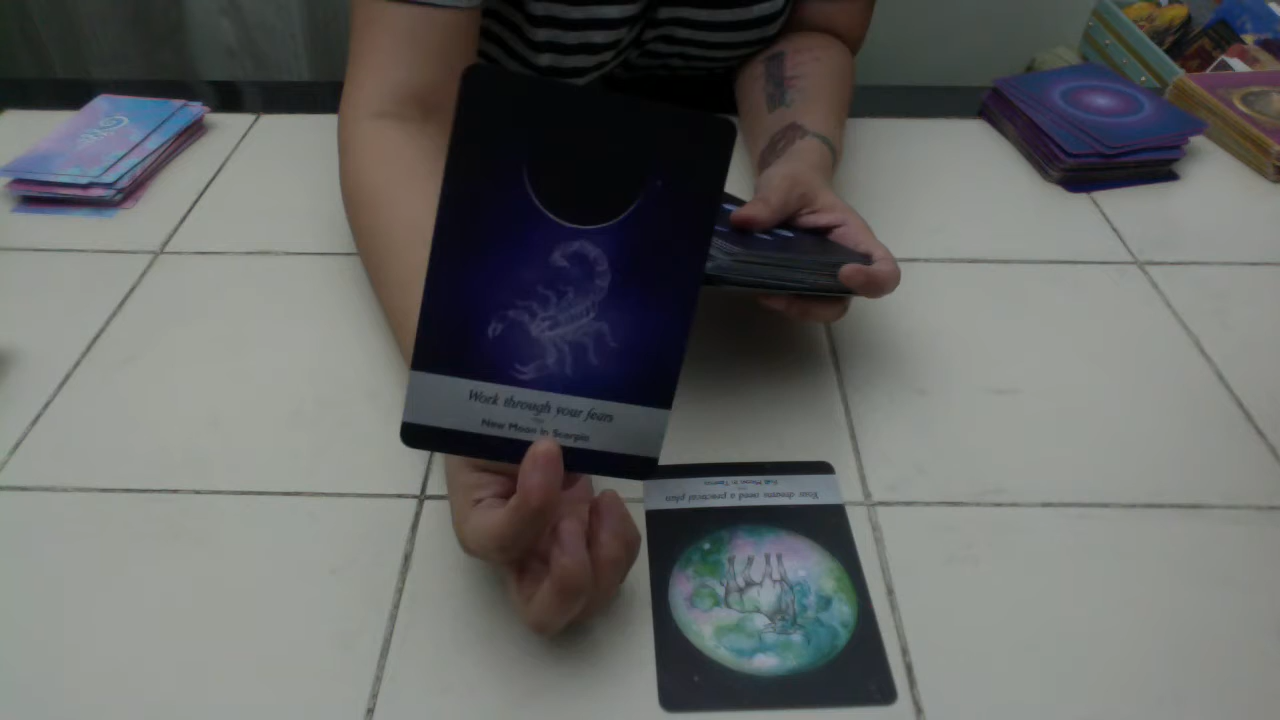 Work through your fears
New Moon in Scorpio
Your dreams need a practical plan
Full Moon in Taurus